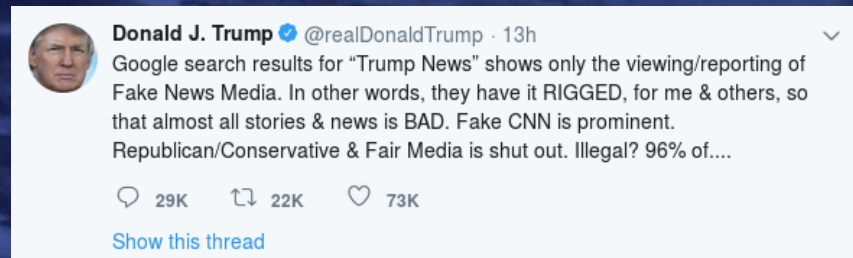 Donald J. Trump @realDonaldTrump · 13h
Google search results for “Trump News” shows only the viewing/reporting of
Fake News Media. In other words, they have it RIGGED, for me & others, so
that almost all stories & news is BAD. Fake CNN is prominent.
Republican/Conservative & Fair Media is shut out. Illegal? 96% of....
29K 22K 73K
Show this thread